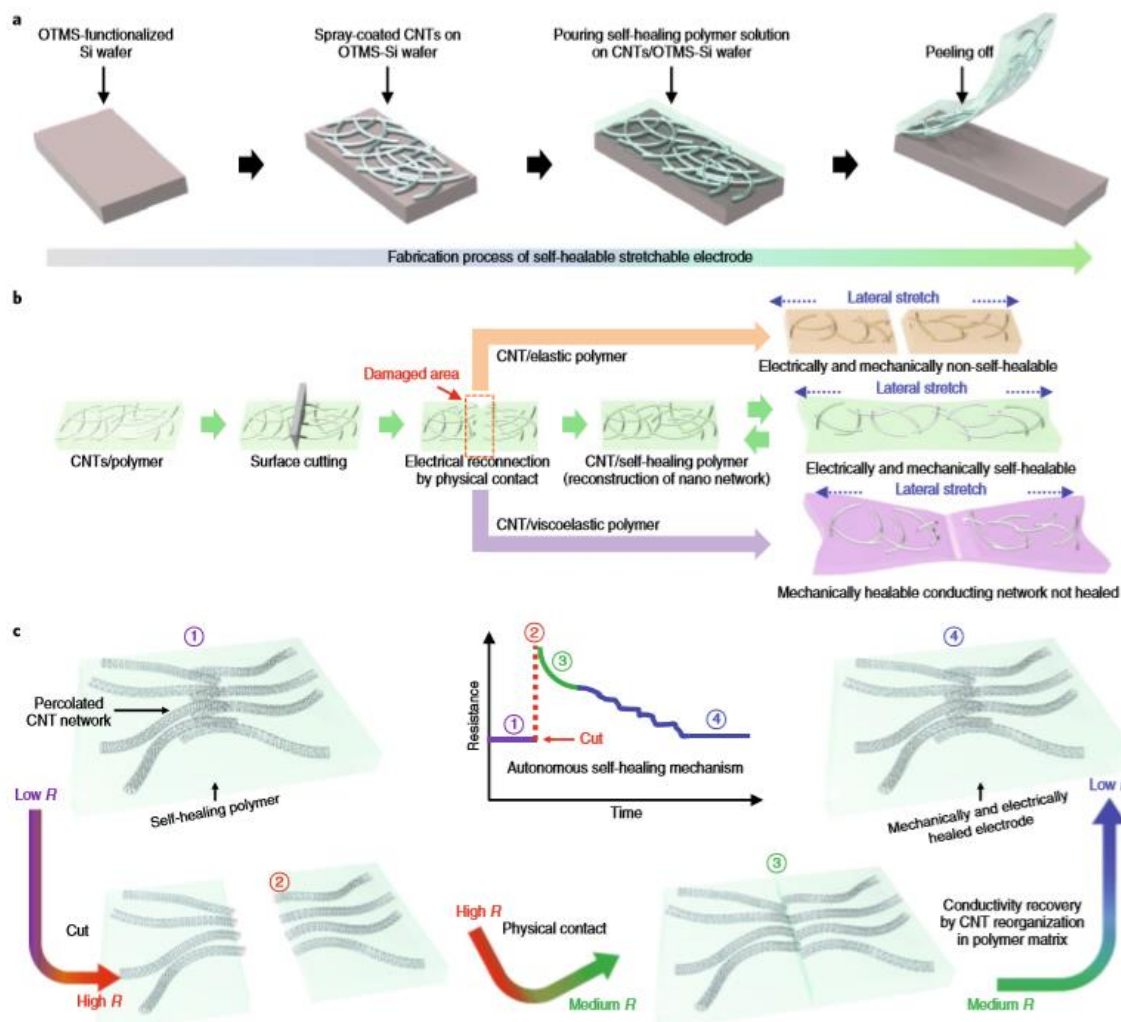 a
OTMS-functionalized
Si wafer
Spray-coated CNTs on
OTMS-Si wafer
Pouring self-healing polymer solution
on CNTs/OTMS-Si wafer
Peeling off
Fabrication process of self-healable stretchable electrode
b
Lateral stretch
CNT/elastic polymer
Electrically and mechanically non-self-healable
Damaged area
Lateral stretch
CNTs/polymer
Surface cutting
Electrical reconnection
by physical contact
CNT/self-healing polymer
(reconstruction of nano network)
Electrically and mechanically self-healable
Lateral stretch
CNT/viscoelastic polymer
Mechanically healable conducting network not healed
c
①
Percolated
CNT network
Self-healing polymer
Low R
Resistance
②
③
①
④
Cut
Autonomous self-healing mechanism
Time
④
Mechanically and electrically
healed electrode
Low
②
Cut
High R
High R
Physical contact
Medium R
③
Conductivity recovery
by CNT reorganization
in polymer matrix
Medium R